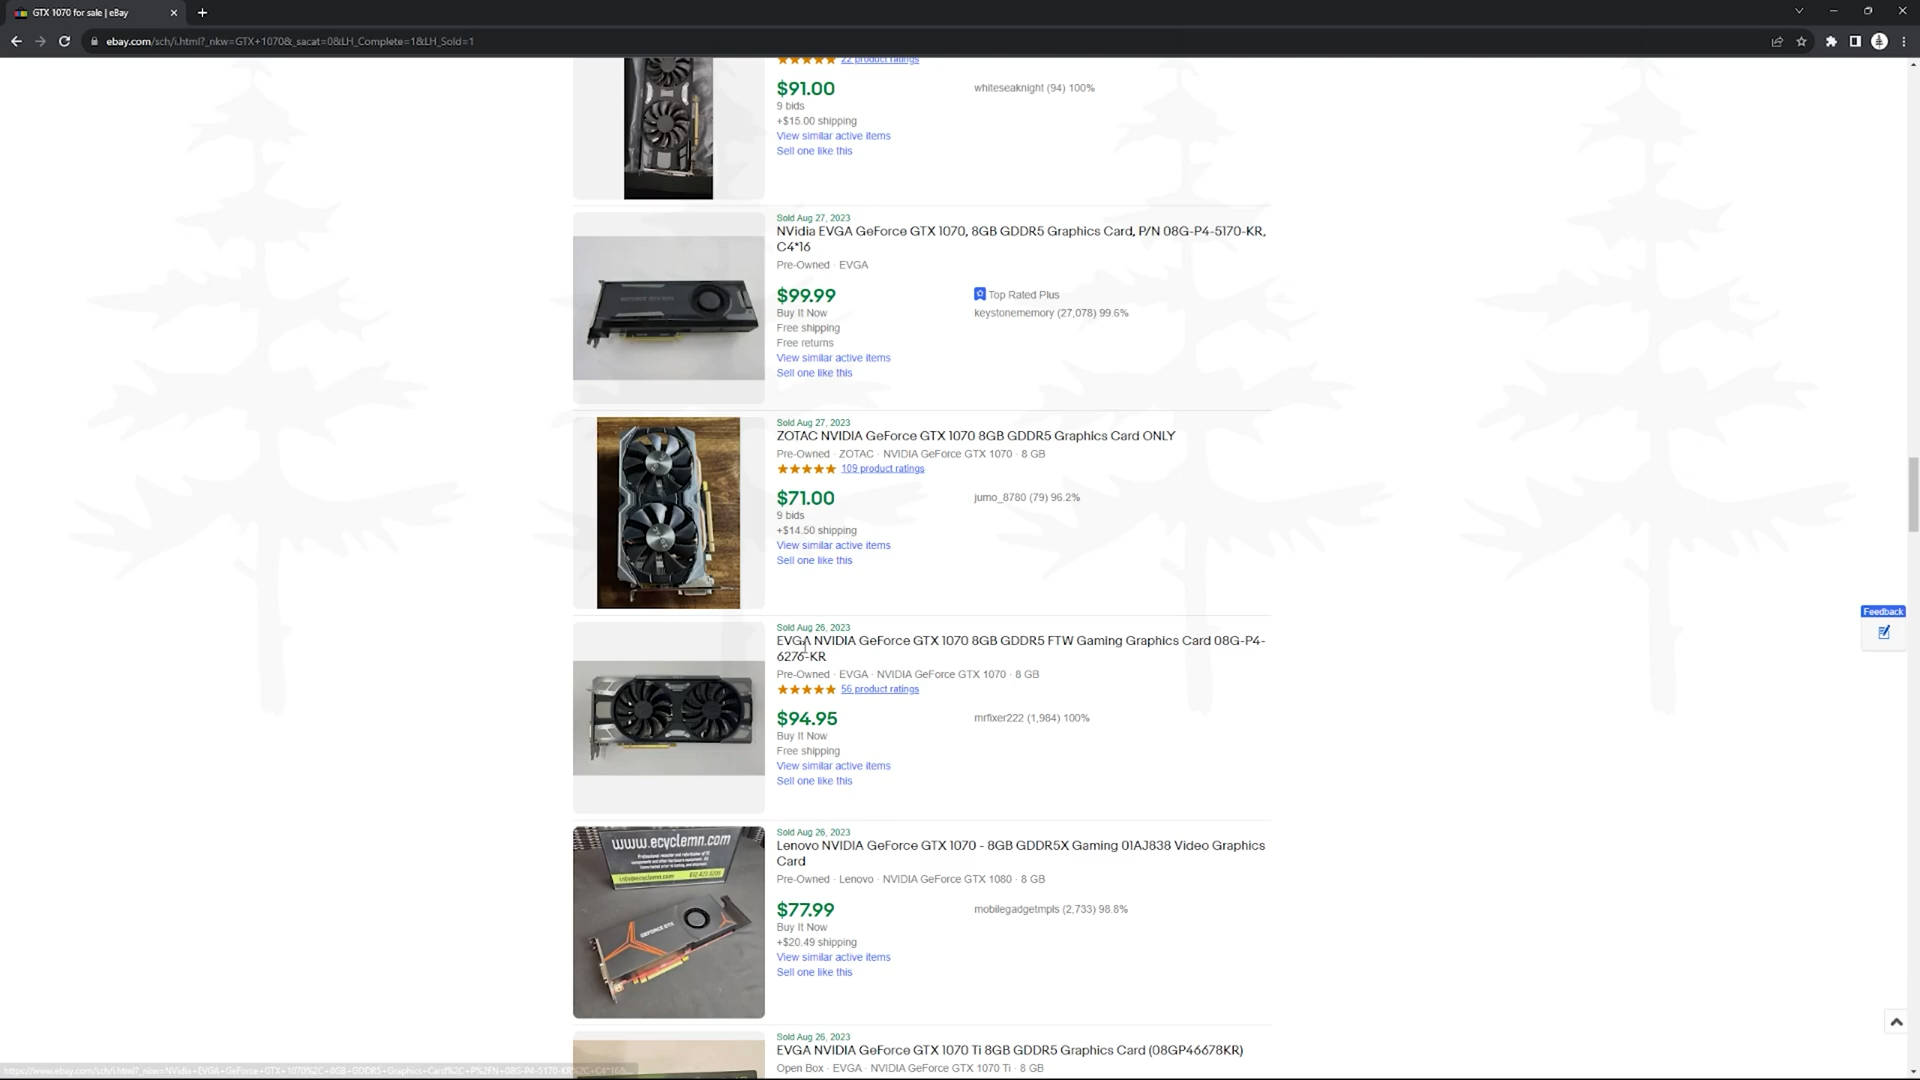 GTX 1070 for sale | eBay
ebay.com/sch/i.html?_nkw=GTX+1070&_sacat=0&LH_Complete=1&LH_Sold=1
22 product ratings
$91.00
whiteseaknight (94) 100%
9 bids
+$15.00 shipping
View similar active items
Sell one like this
Sold Aug 27, 2023
NVidia EVGA GeForce GTX 1070, 8GB GDDR5 Graphics Card, P/N 08G-P4-5170-KR,
C4*16
Pre-Owned · EVGA
$99.99
Top Rated Plus
Buy It Now
keystonememory (27,078) 99.6%
Free shipping
Free returns
View similar active items
Sell one like this
Sold Aug 27, 2023
ZOTAC NVIDIA GeForce GTX 1070 8GB GDDR5 Graphics Card ONLY
Pre-Owned · ZOTAC · NVIDIA GeForce GTX 1070 · 8 GB
109 product ratings
$71.00
jumo_8780 (79) 96.2%
9 bids
+$14.50 shipping
View similar active items
Sell one like this
Feedback
Sold Aug 26, 2023
EVGA NVIDIA GeForce GTX 1070 8GB GDDR5 FTW Gaming Graphics Card 08G-P4-
6276-KR
Pre-Owned · EVGA · NVIDIA GeForce GTX 1070 · 8 GB
56 product ratings
$94.95
mrfixer222 (1,984) 100%
Buy It Now
Free shipping
View similar active items
Sell one like this
www.ecyclemn.com
Sold Aug 26, 2023
Lenovo NVIDIA GeForce GTX 1070 - 8GB GDDR5X Gaming 01AJ838 Video Graphics
Card
Pre-Owned · Lenovo · NVIDIA GeForce GTX 1080 · 8 GB
GEFORCE GTX
$77.99
mobilegadgetmpls (2,733) 98.8%
Buy It Now
+$20.49 shipping
View similar active items
Sell one like this
Sold Aug 26, 2023
EVGA NVIDIA GeForce GTX 1070 Ti 8GB GDDR5 Graphics Card (08GP46678KR)
Open Box · EVGA · NVIDIA GeForce GTX 1070 Ti · 8 GB